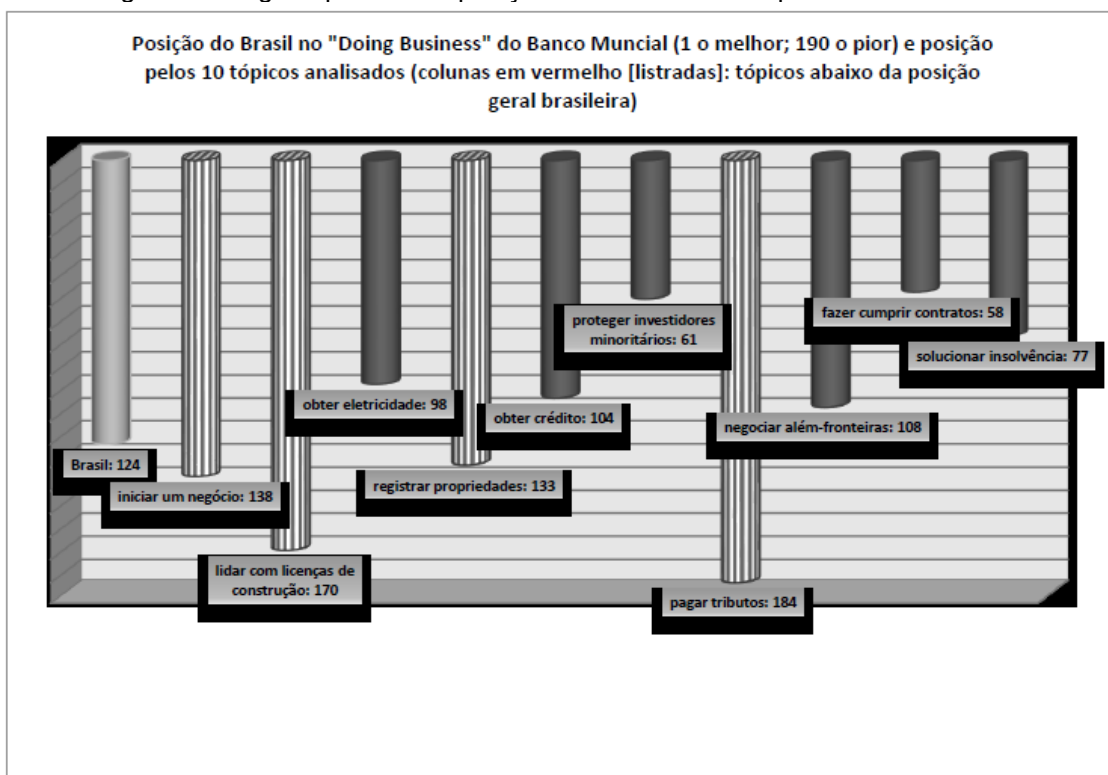 Posição do Brasil no "Doing Business" do Banco Muncial (1 o melhor; 190 o pior) e posição
pelos 10 tópicos analisados (colunas em vermelho [listradas]: tópicos abaixo da posição
geral brasileira)
Brasil: 124
iniciar um negócio: 138
lidar com licenças de
construção: 170
obter eletricidade: 98
registrar propriedades: 133
obter crédito: 104
proteger investidores
minoritários: 61
pagar tributos: 184
negociar além-fronteiras: 108
fazer cumprir contratos: 58
solucionar insolvência: 77